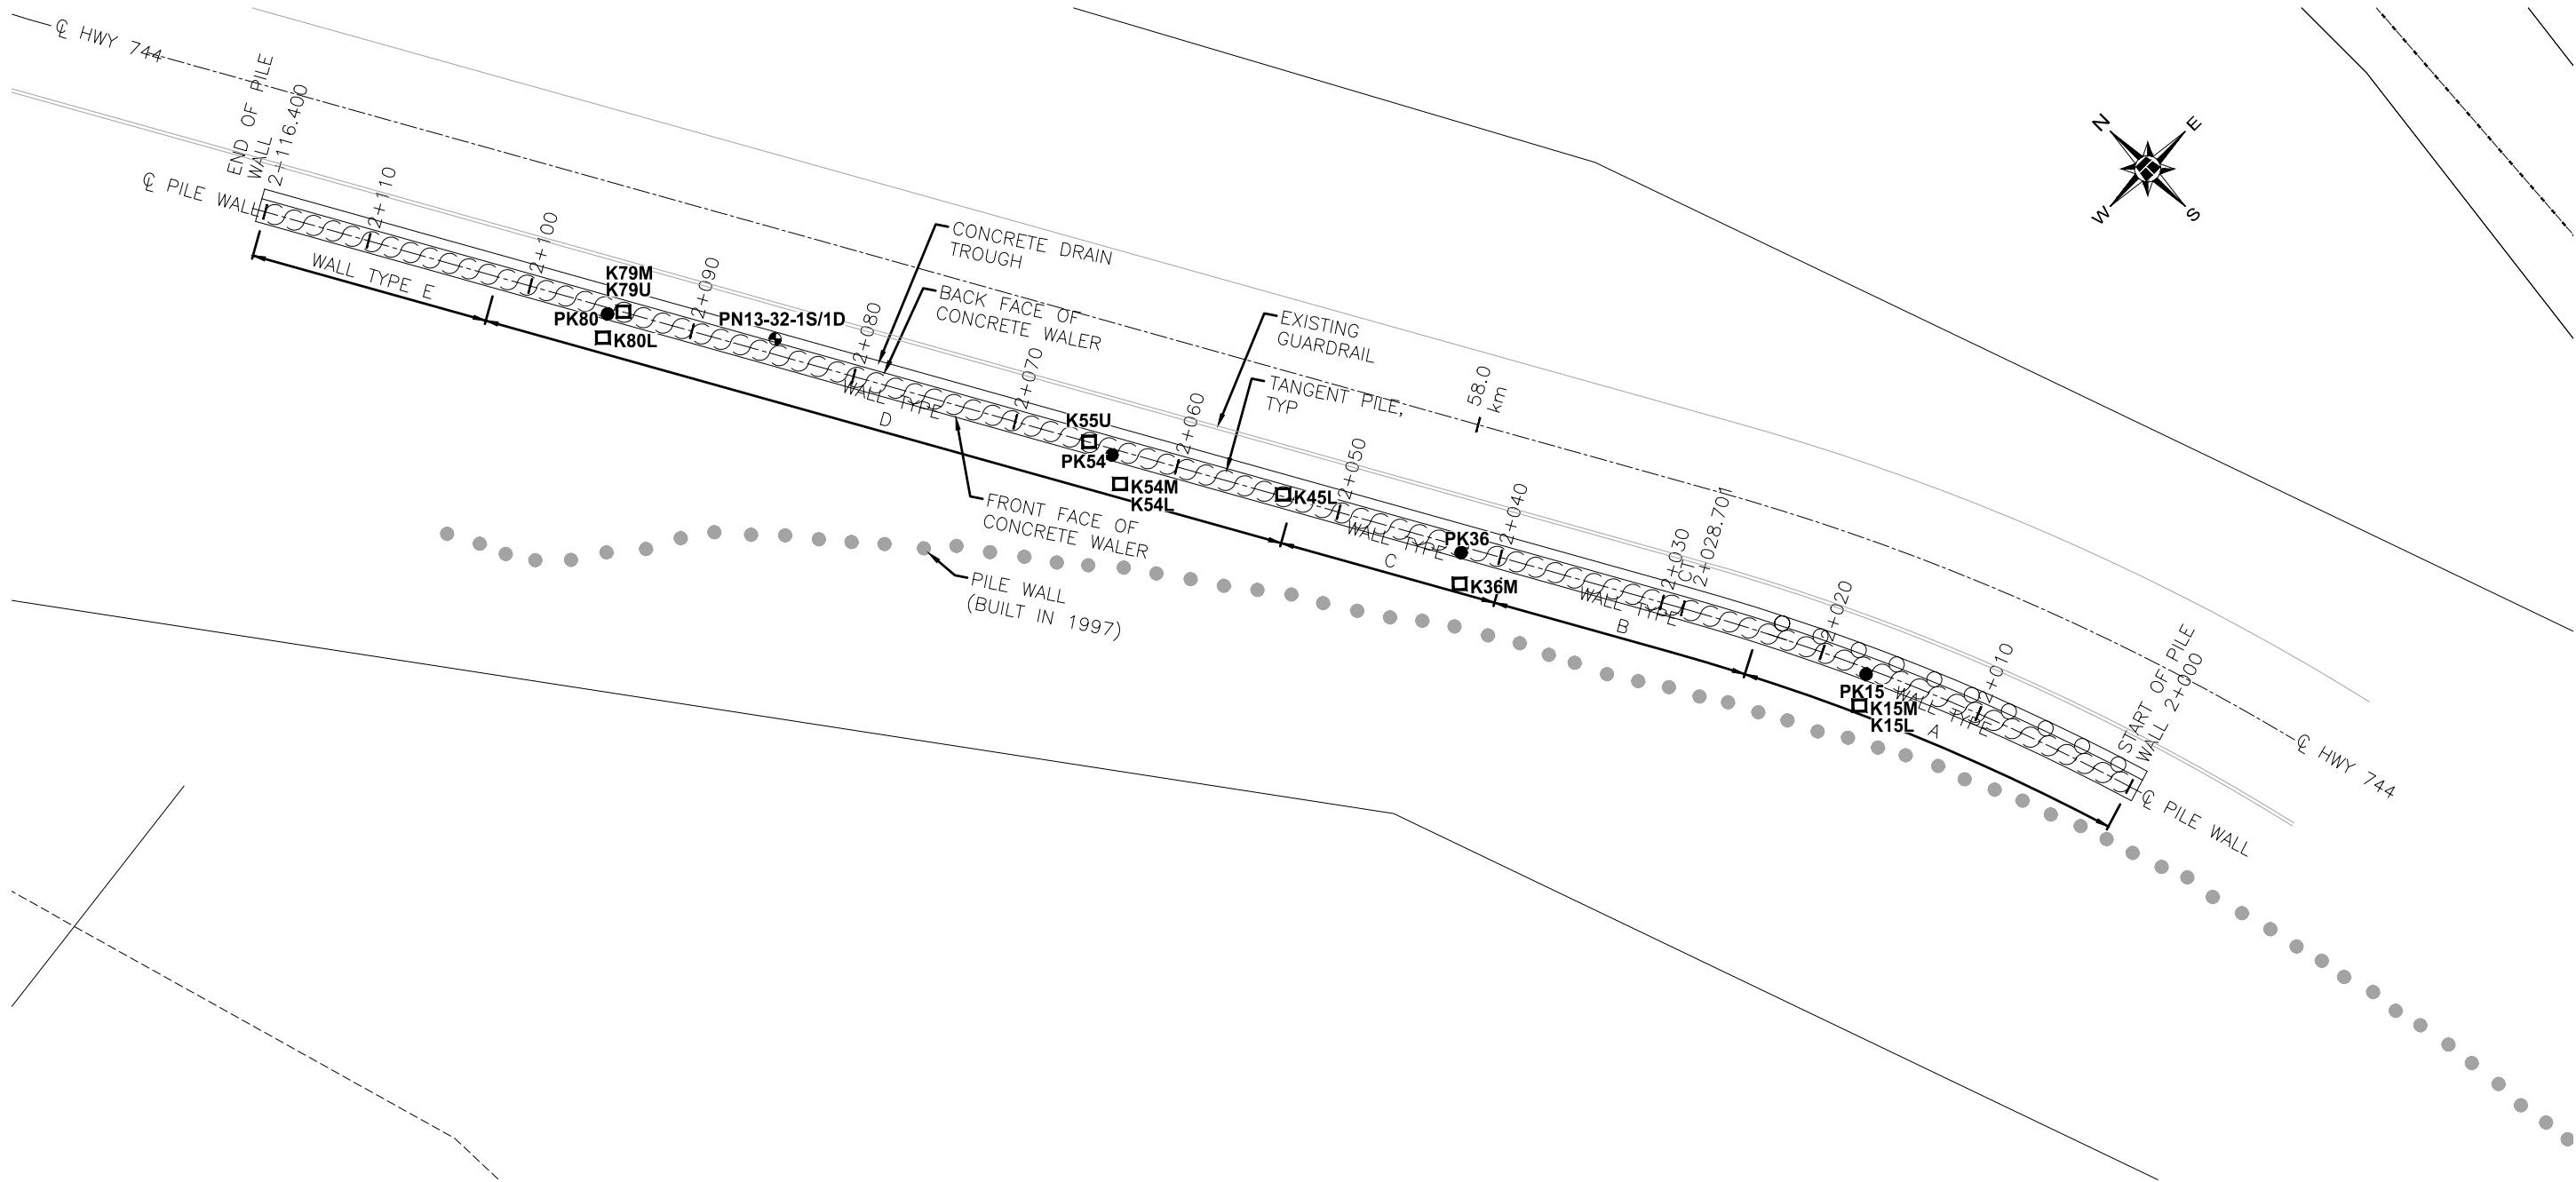 ℄ HWY 744
END OF PILE
WALL
2+116.400
℄ PILE WALL
2+110
2+100
2+090
2+080
2+070
2+060
2+050
2+040
2+030
CT
2+028.701
2+020
2+010
START OF PILE
WALL 2+000
N
E
W
S
CONCRETE DRAIN
TROUGH
BACK FACE OF
CONCRETE WALER
EXISTING
GUARDRAIL
TANGENT PILE,
TYP
58.0
km
WALL TYPE E
K79M
K79U
PK80
K80L
PN13-32-1S/1D
WALL TYPE
D
K55U
PK54
K54M
K54L
K45L
FRONT FACE OF
CONCRETE WALER
PILE WALL
(BUILT IN 1997)
WALL TYPE
C
PK36
K36M
WALL TYPE
B
PK15
K15M
K15L
WALL TYPE
A
℄ HWY 744
℄ PILE WALL